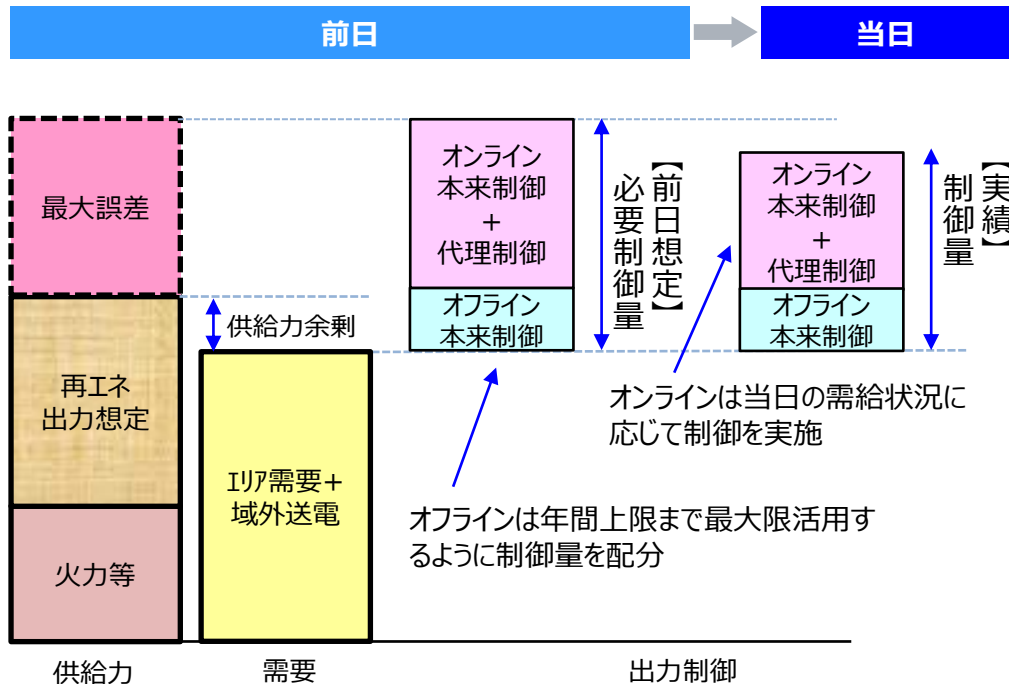 前日
当日
最大誤差
再エネ
出力想定
火力等
供給力
供給力余剰
エリア需要＋
域外送電
需要
オンライン
本来制御
＋
代理制御
オフライン
本来制御
【前日想定】
必要制御量
オンライン
本来制御
＋
代理制御
オフライン
本来制御
【実績】
制御量
オンラインは当日の需給状況に
応じて制御を実施
オフラインは年間上限まで最大限活用す
るように制御量を配分
出力制御